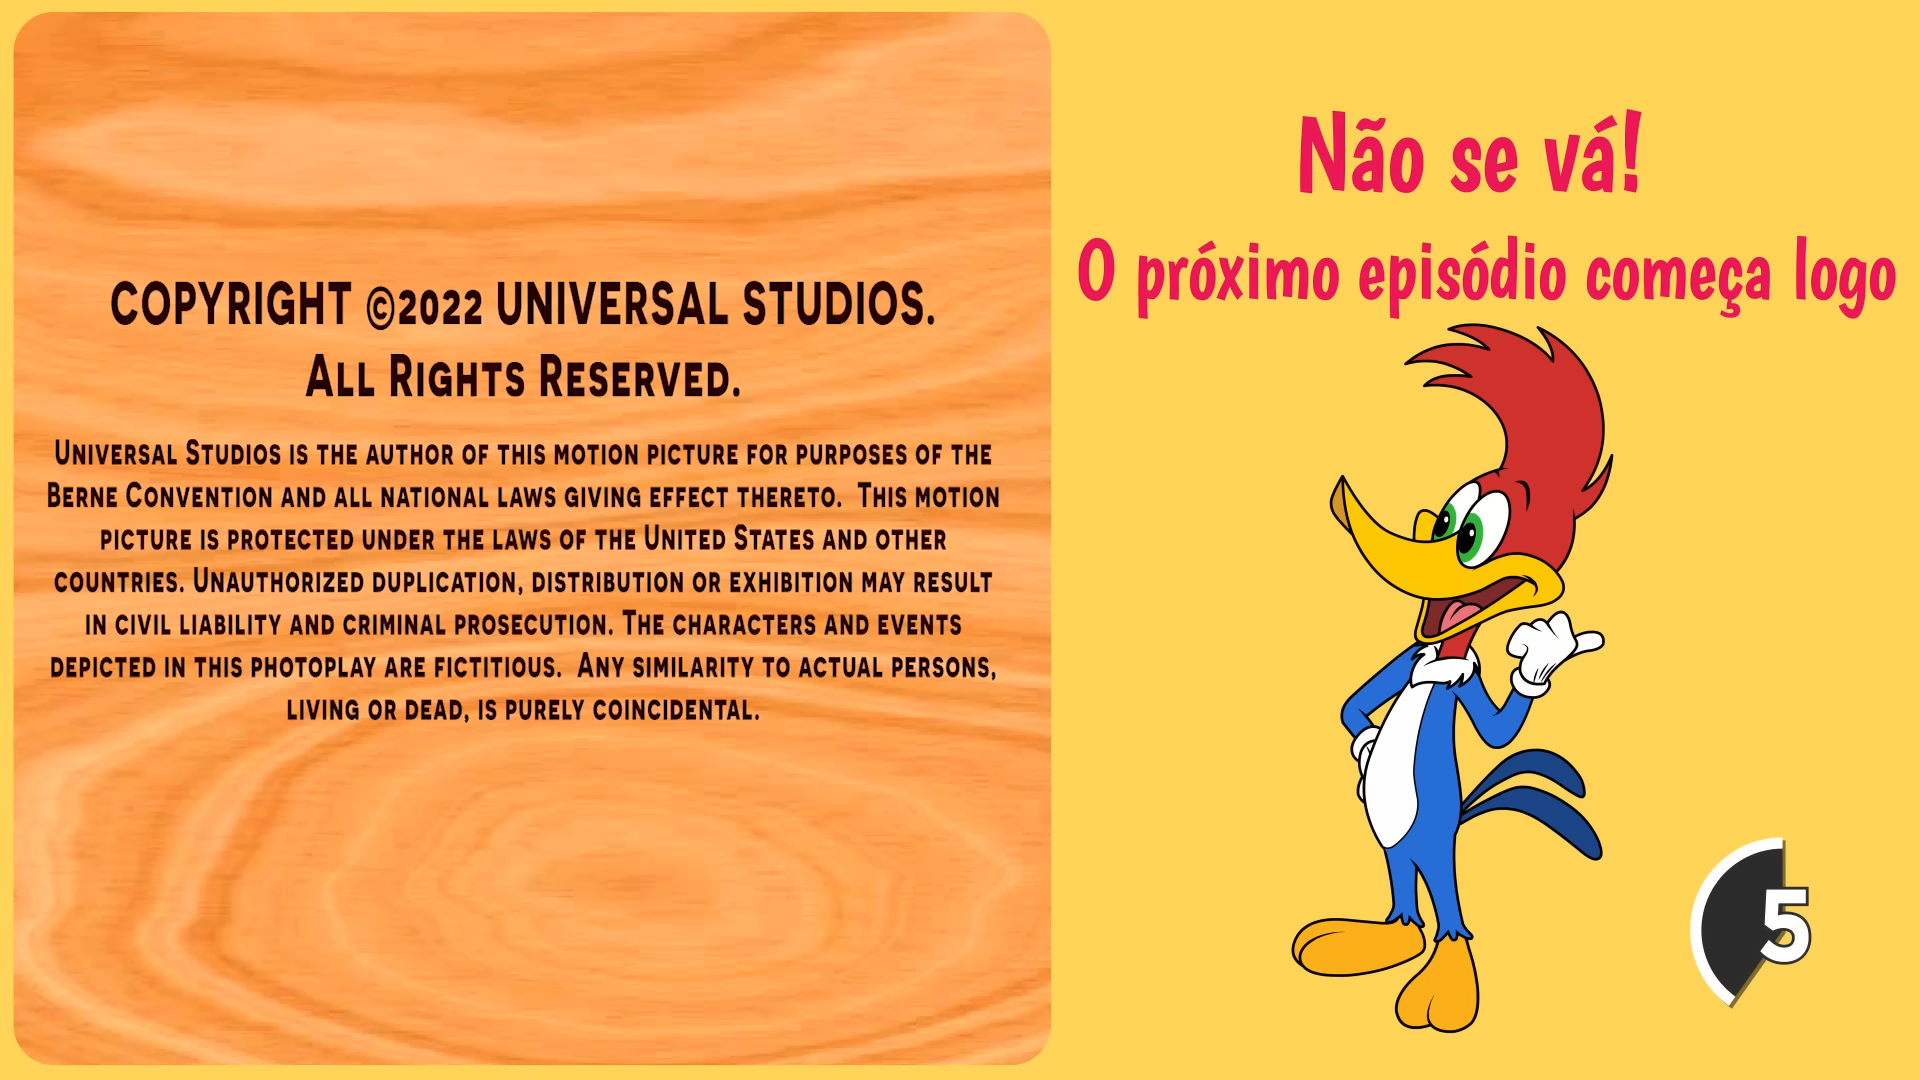 COPYRIGHT ©2022 UNIVERSAL STUDIOS.
ALL RIGHTS RESERVED.
UNIVERSAL STUDIOS IS THE AUTHOR OF THIS MOTION PICTURE FOR PURPOSES OF THE
BERNE CONVENTION AND ALL NATIONAL LAWS GIVING EFFECT THERETO. THIS MOTION
PICTURE IS PROTECTED UNDER THE LAWS OF THE UNITED STATES AND OTHER
COUNTRIES. UNAUTHORIZED DUPLICATION, DISTRIBUTION OR EXHIBITION MAY RESULT
IN CIVIL LIABILITY AND CRIMINAL PROSECUTION. THE CHARACTERS AND EVENTS
DEPICTED IN THIS PHOTOPLAY ARE FICTITIOUS. ANY SIMILARITY TO ACTUAL PERSONS,
LIVING OR DEAD, IS PURELY COINCIDENTAL.
Não se vá!
O próximo episódio começa logo
5